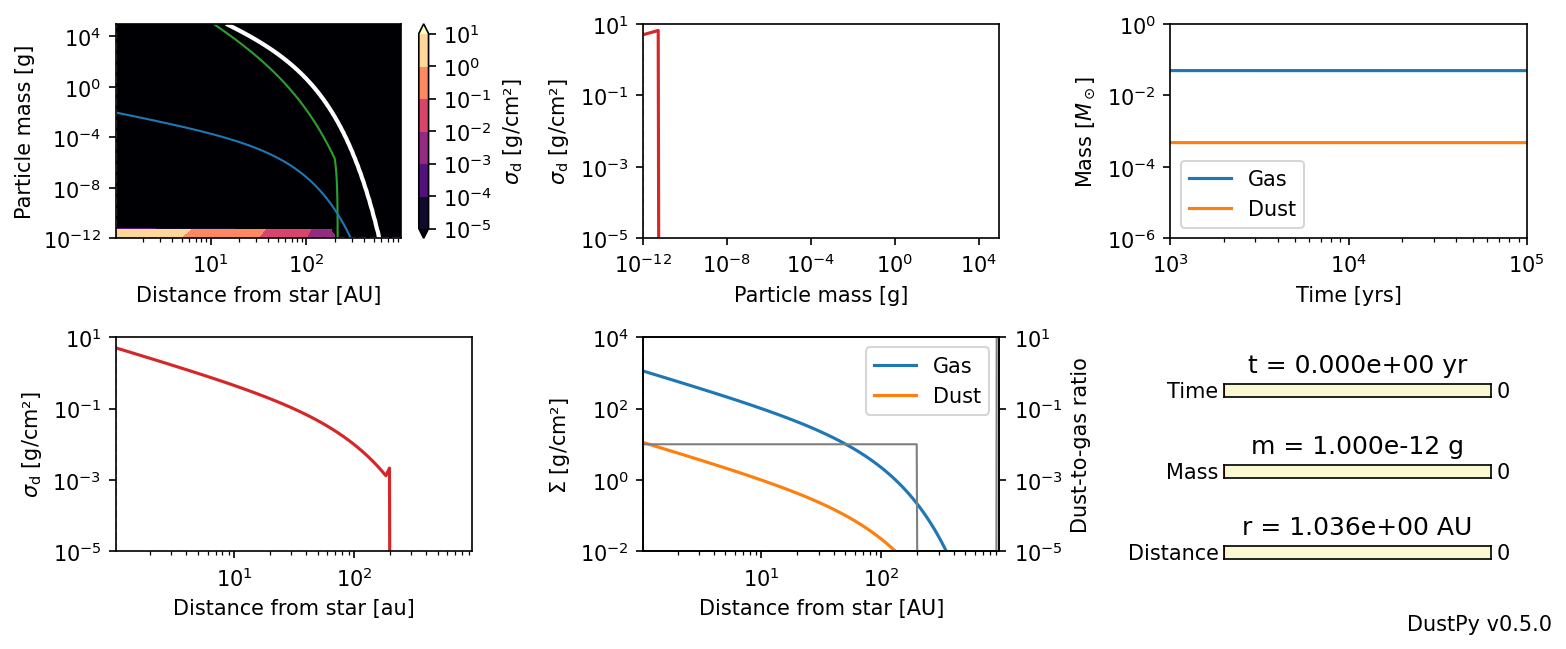 10⁴
10⁰
10⁻⁴
10⁻⁸
10⁻¹²
Particle mass [g]
10¹
10²
Distance from star [AU]
10¹
10⁰
10⁻¹
10⁻²
10⁻³
10⁻⁴
10⁻⁵
σd [g/cm²]
10¹
10⁻¹
10⁻³
10⁻⁵
σd [g/cm²]
10⁻¹²
10⁻⁸
10⁻⁴
10⁰
10⁴
Particle mass [g]
10⁰
10⁻²
10⁻⁴
10⁻⁶
Mass [M⊙]
Gas
Dust
10³
10⁴
10⁵
Time [yrs]
10¹
10⁻¹
10⁻³
10⁻⁵
σd [g/cm²]
10¹
10²
Distance from star [au]
10⁴
10²
10⁰
10⁻²
Σ [g/cm²]
Gas
Dust
10¹
10²
Distance from star [AU]
10¹
10⁻¹
10⁻³
10⁻⁵
Dust-to-gas ratio
t = 0.000e+00 yr
Time 0
m = 1.000e-12 g
Mass 0
r = 1.036e+00 AU
Distance 0
DustPy v0.5.0